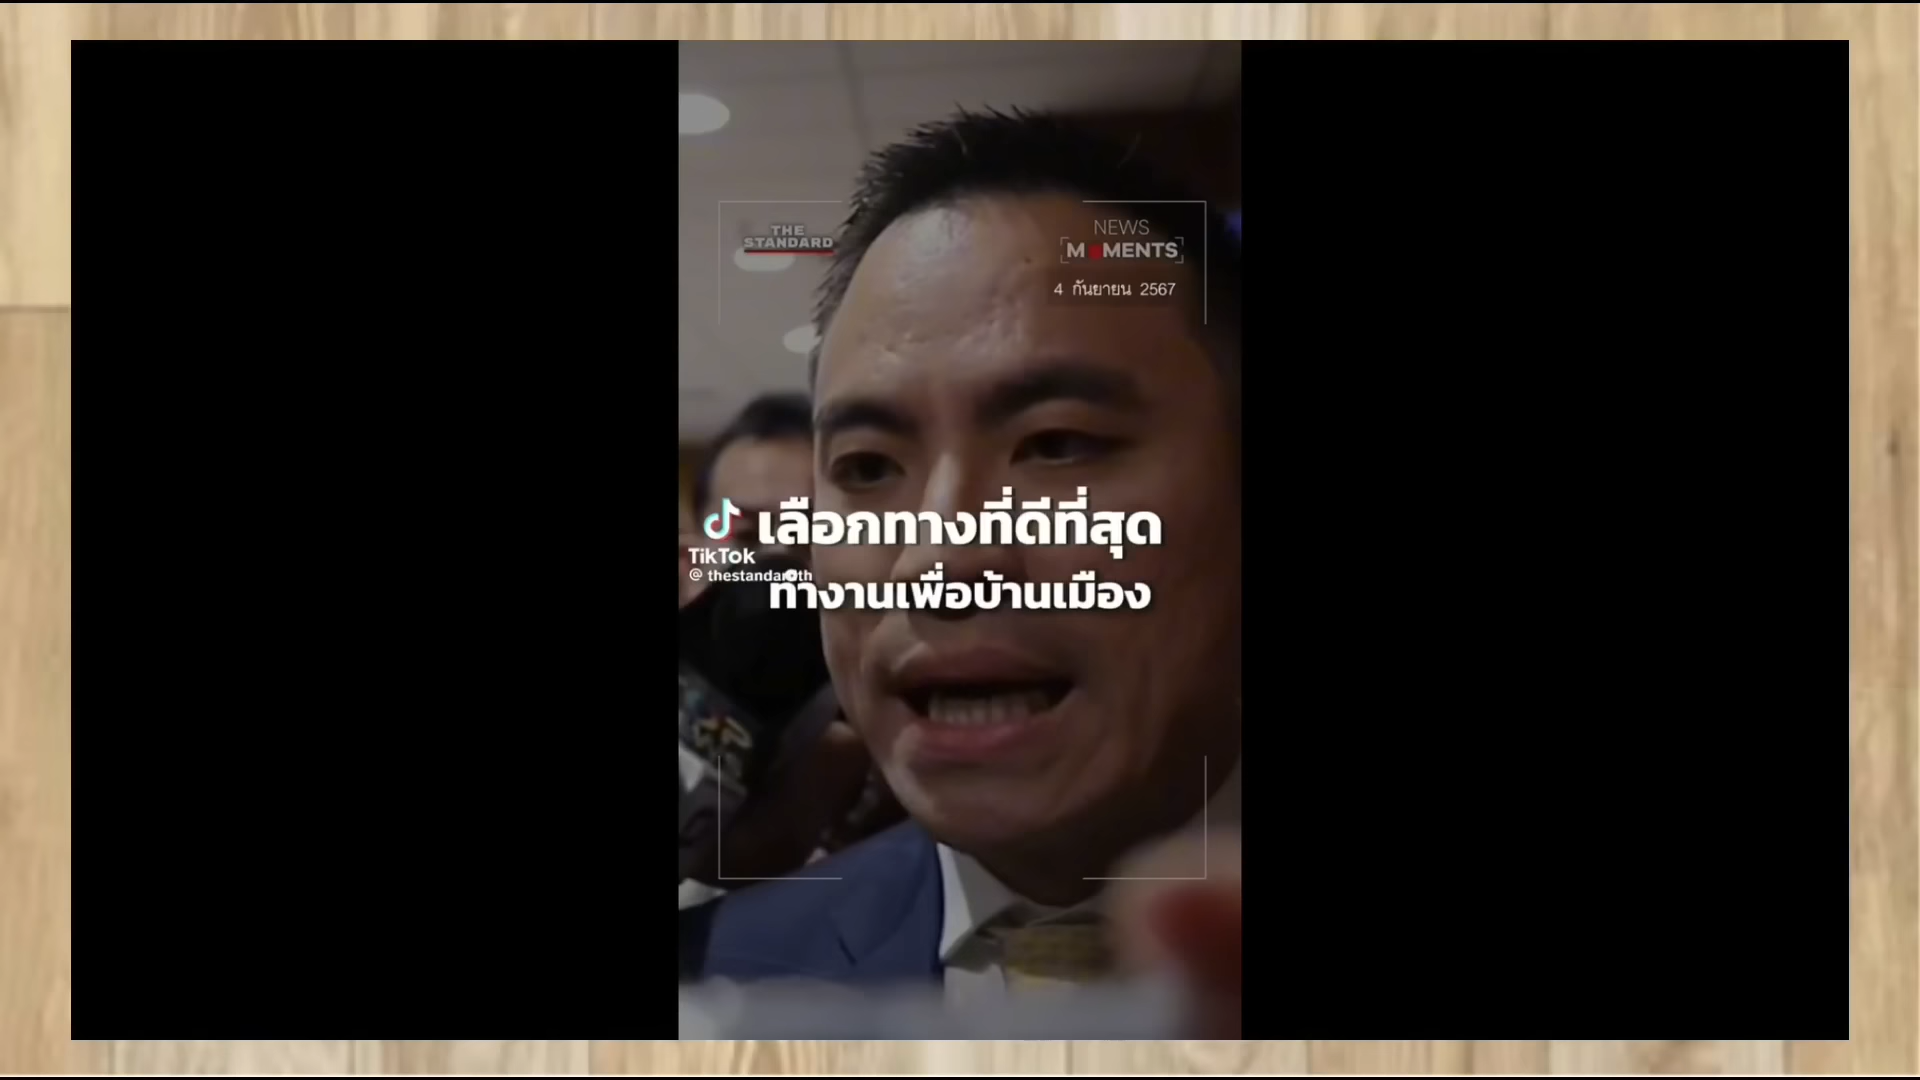 THE
STANDARD
NEWS
MOMENTS
4 กันยายน 2567
เลือกทางที่ดีที่สุด
ทำงานเพื่อบ้านเมือง
TikTok
@ thestandardth